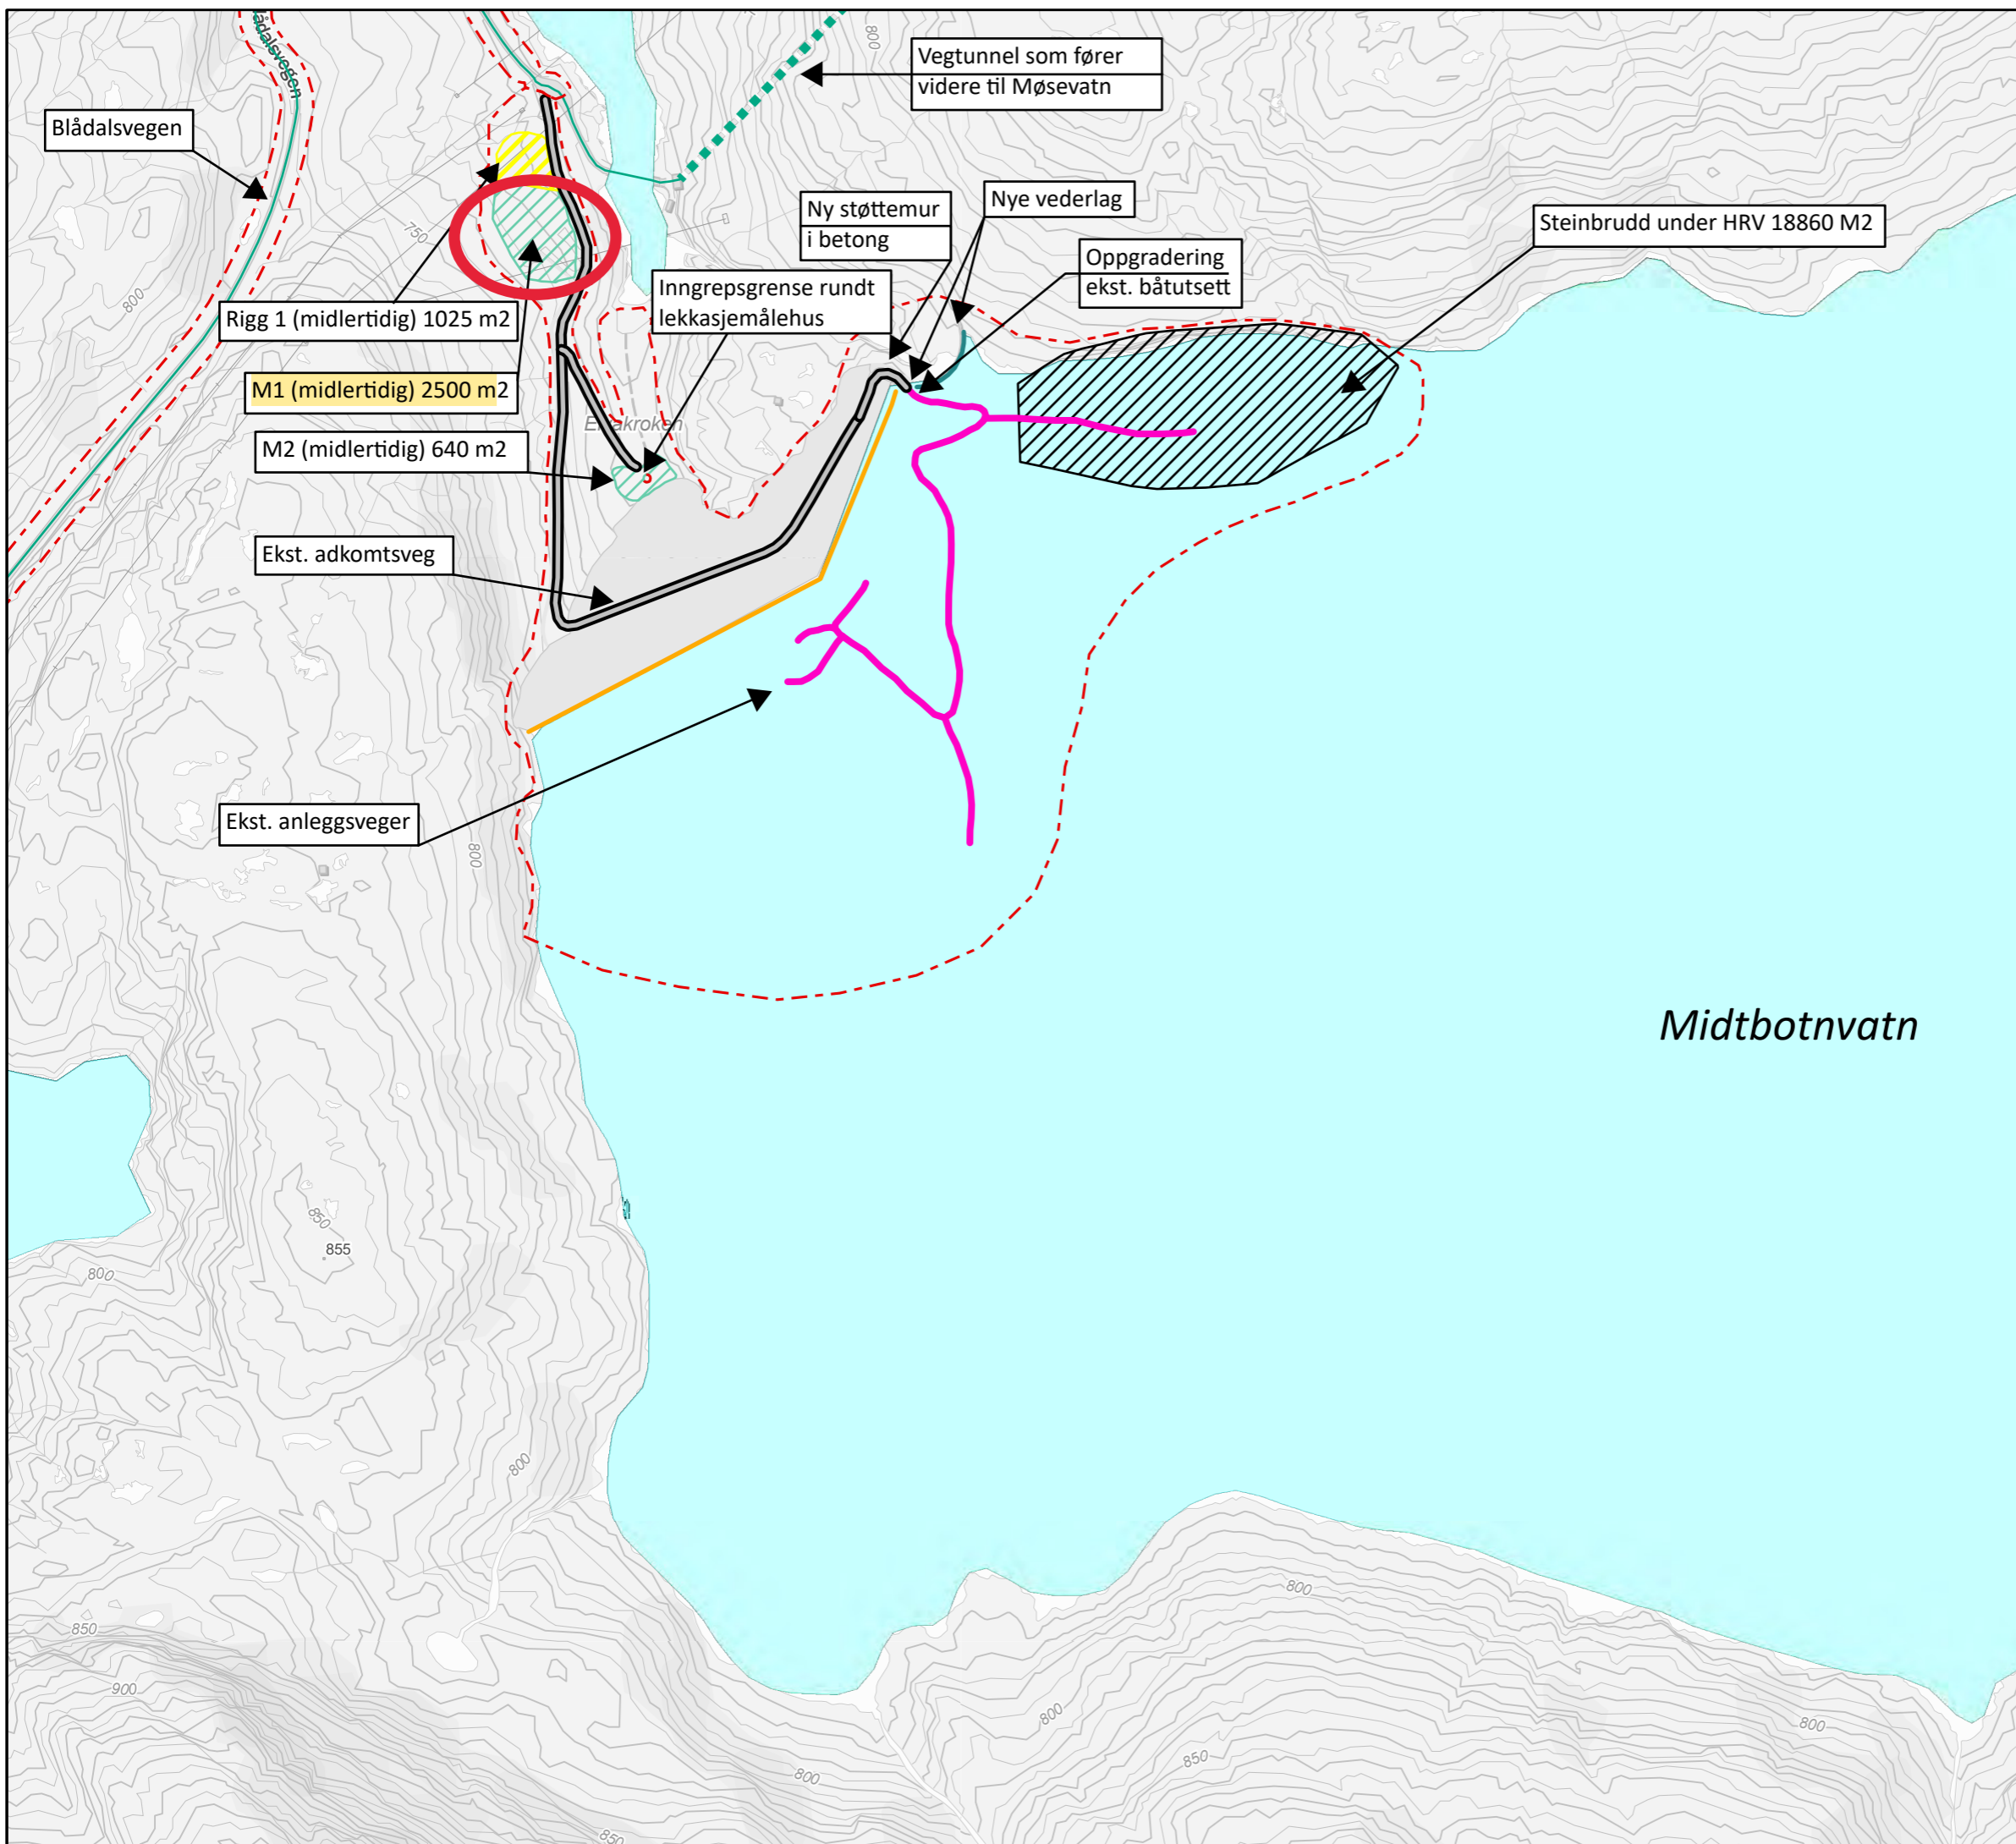 Blådalsvegen
800
Vegtunnel som fører
videre til Møsevatn
Blådalsvegen
750
800
Ny støttemur
i betong
Nye vederlag
Oppgradering
ekst. båtutsett
Steinbrudd under HRV 18860 M2
Inngrepsgrense rundt
lekkasjemålehus
Rigg 1 (midlertidig) 1025 m2
M1 (midlertidig) 2500 m2
M2 (midlertidig) 640 m2
Ekst. adkomtsveg
Ekst. anleggsveger
800
Midtbotnvatn
850
855
800
800
800
850
900
800
800
850
800
850